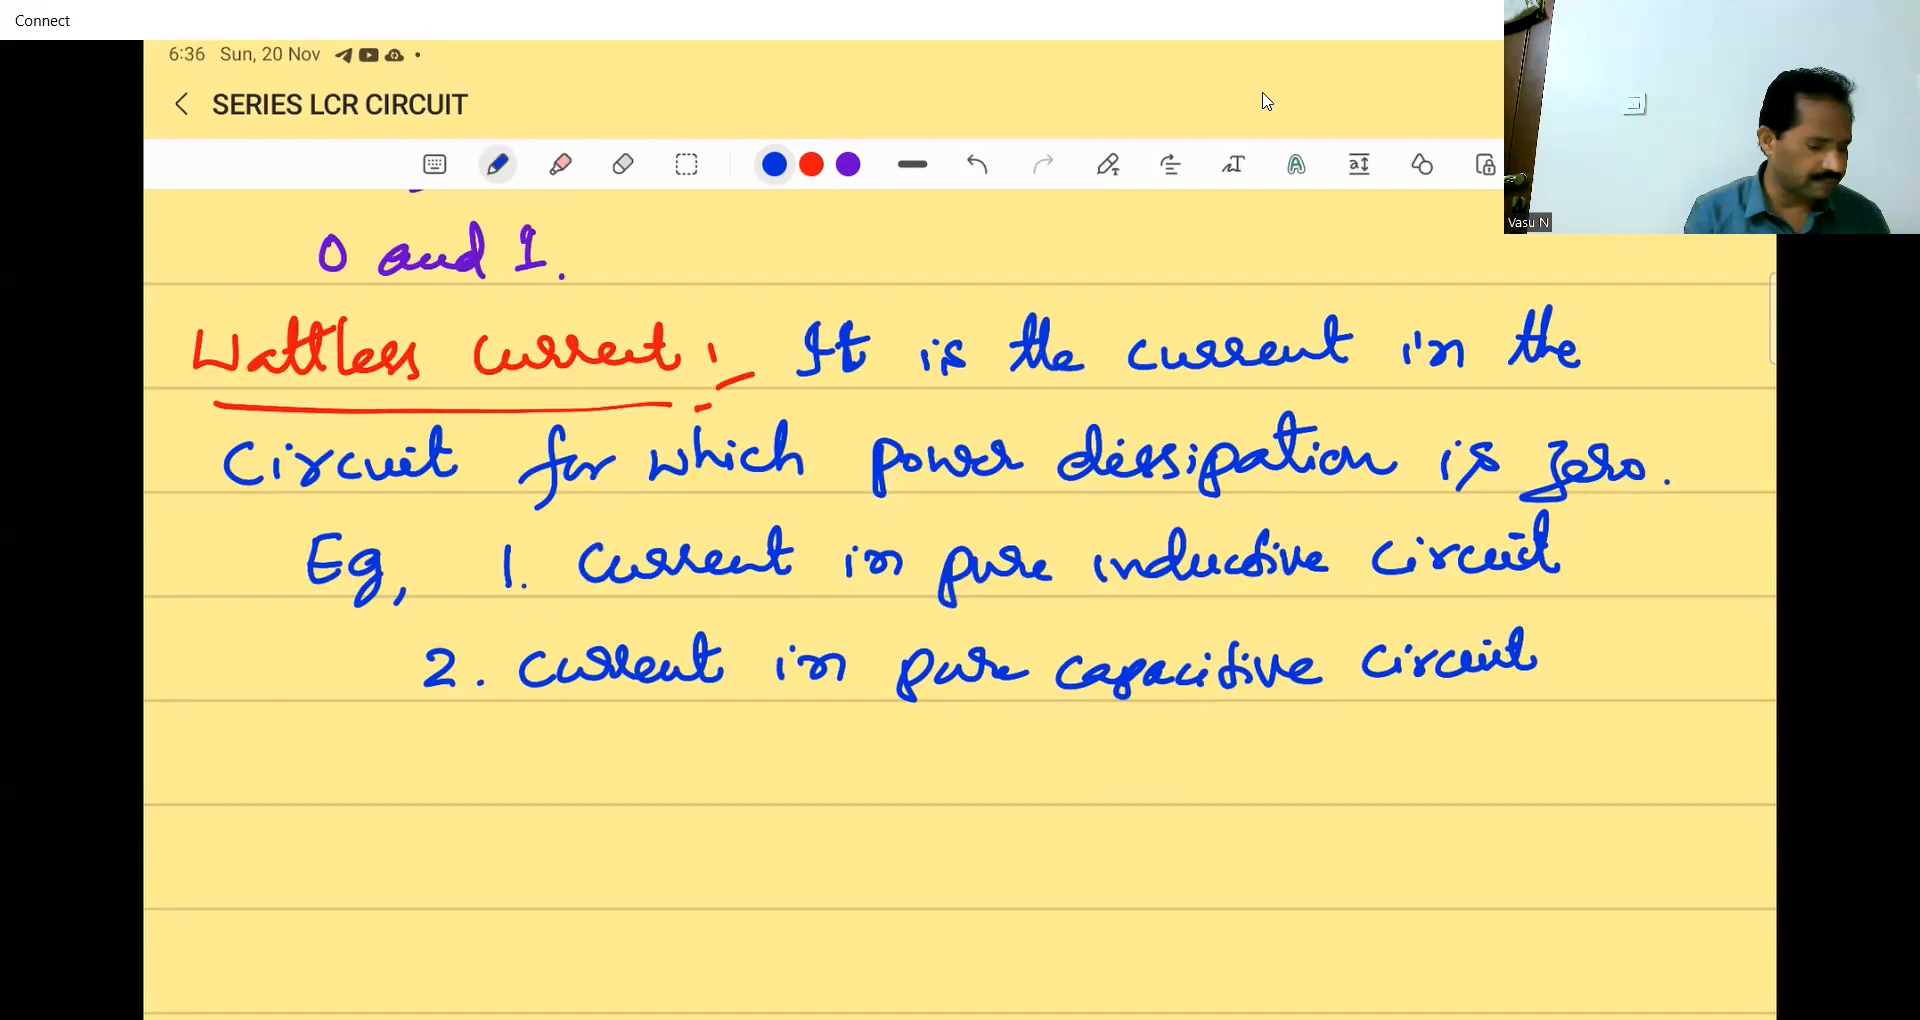 Connect
6:36 Sun, 20 Nov
SERIES LCR CIRCUIT
Vasu N
0 and 1.
Wattless current :- It is the current in the
circuit for which power dissipation is zero.
Eg, 1. current in pure inductive circuit
2. current in pure capacitive circuit